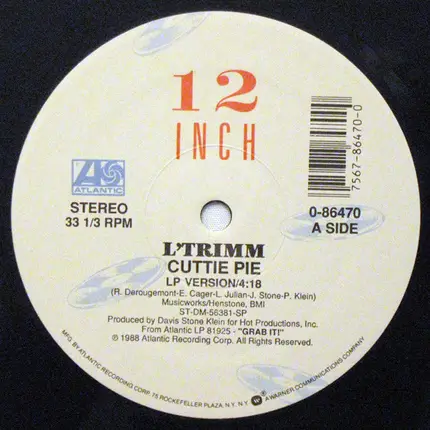 12
INCH
ATLANTIC
STEREO
33 1/3 RPM
7567-86470-0
0-86470
A SIDE
L'TRIMM
CUTTIE PIE
LP VERSION/4:18
(R. Derougemont-E. Cager-L. Julian-J. Stone-P. Klein)
Musicworks/Henstone, BMI
ST-DM-56381-SP
Produced by Davis Stone Klein for Hot Productions, Inc.
From Atlantic LP 81925 - "GRAB IT!"
℗ 1988 Atlantic Recording Corp. All Rights Reserved.
MFG. BY ATLANTIC RECORDING CORP. 75 ROCKEFELLER PLAZA, N.Y. N.Y. A WARNER COMMUNICATIONS COMPANY